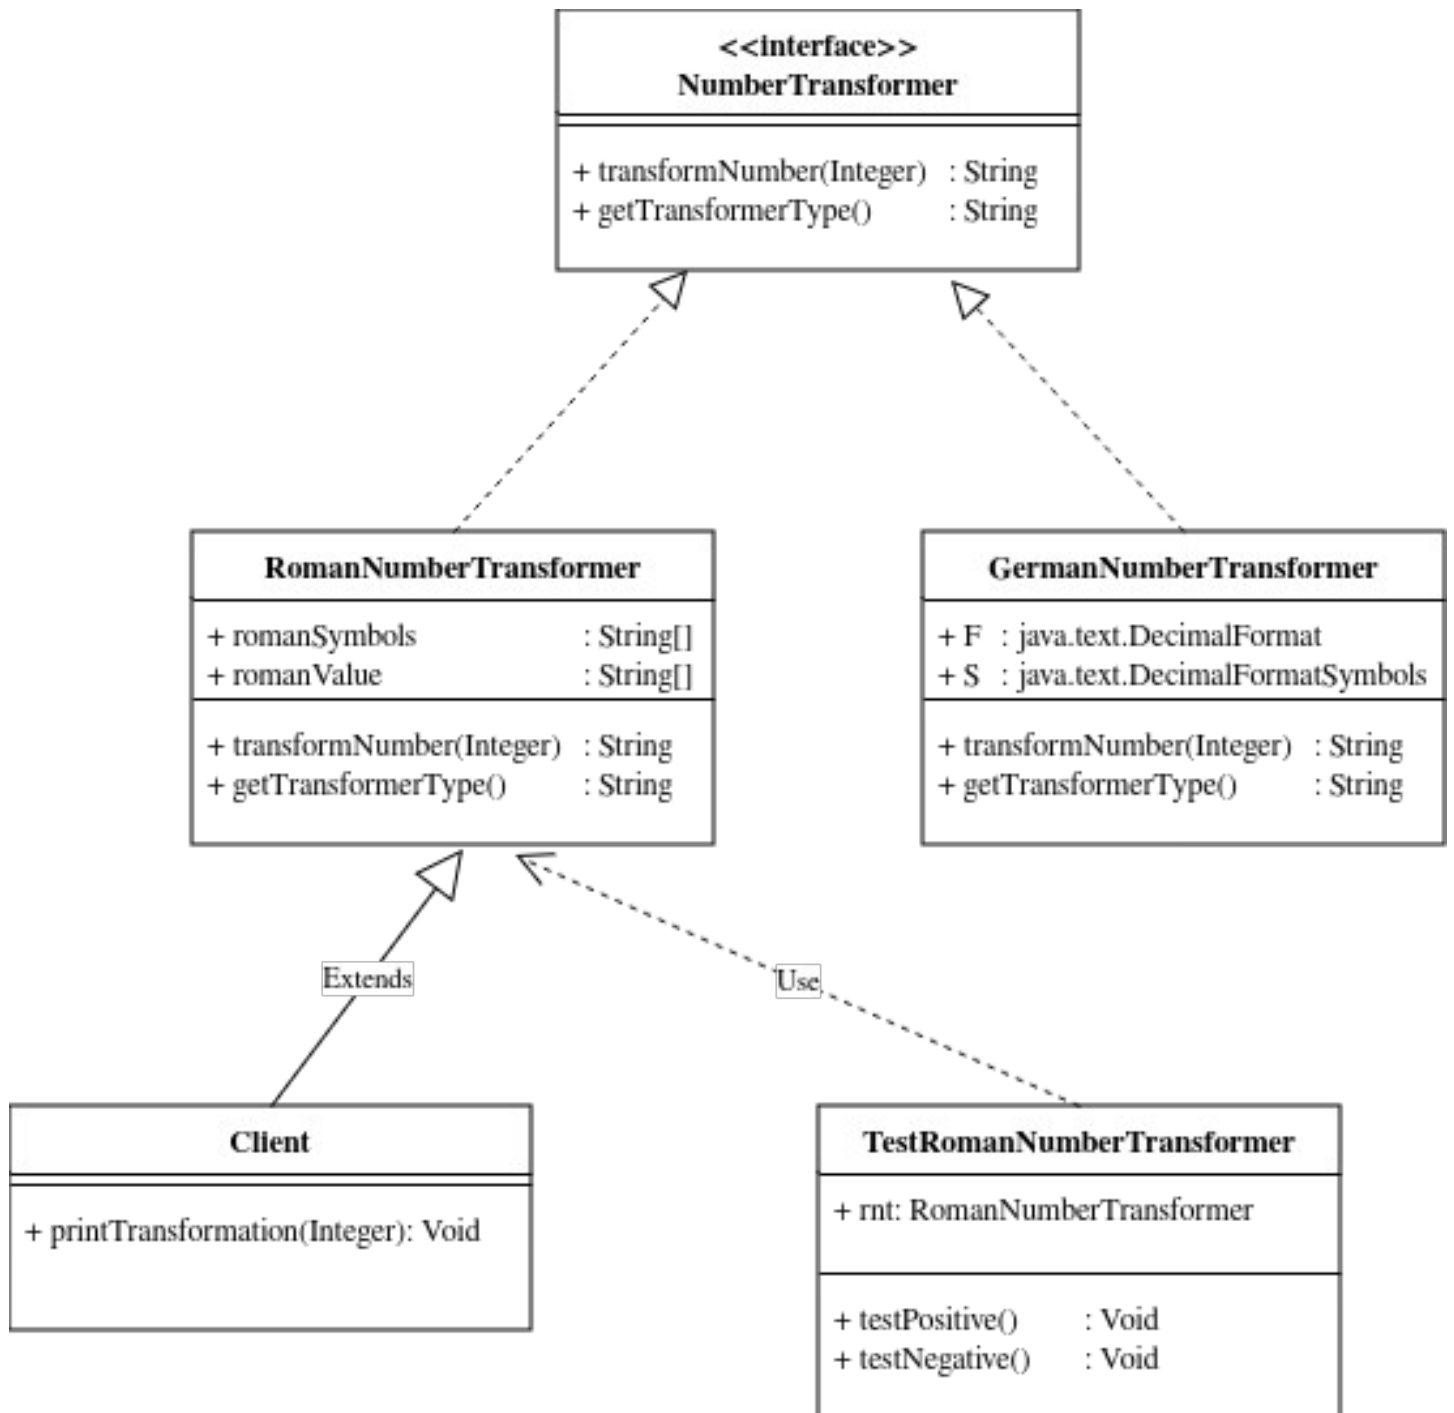 <<interface>>
NumberTransformer
+ transformNumber(Integer) : String
+ getTransformerType() : String
RomanNumberTransformer
+ romanSymbols : String[]
+ romanValue : String[]
+ transformNumber(Integer) : String
+ getTransformerType() : String
GermanNumberTransformer
+ F : java.text.DecimalFormat
+ S : java.text.DecimalFormatSymbols
+ transformNumber(Integer) : String
+ getTransformerType() : String
Extends
Use
Client
+ printTransformation(Integer): Void
TestRomanNumberTransformer
+ rnt: RomanNumberTransformer
+ testPositive() : Void
+ testNegative() : Void